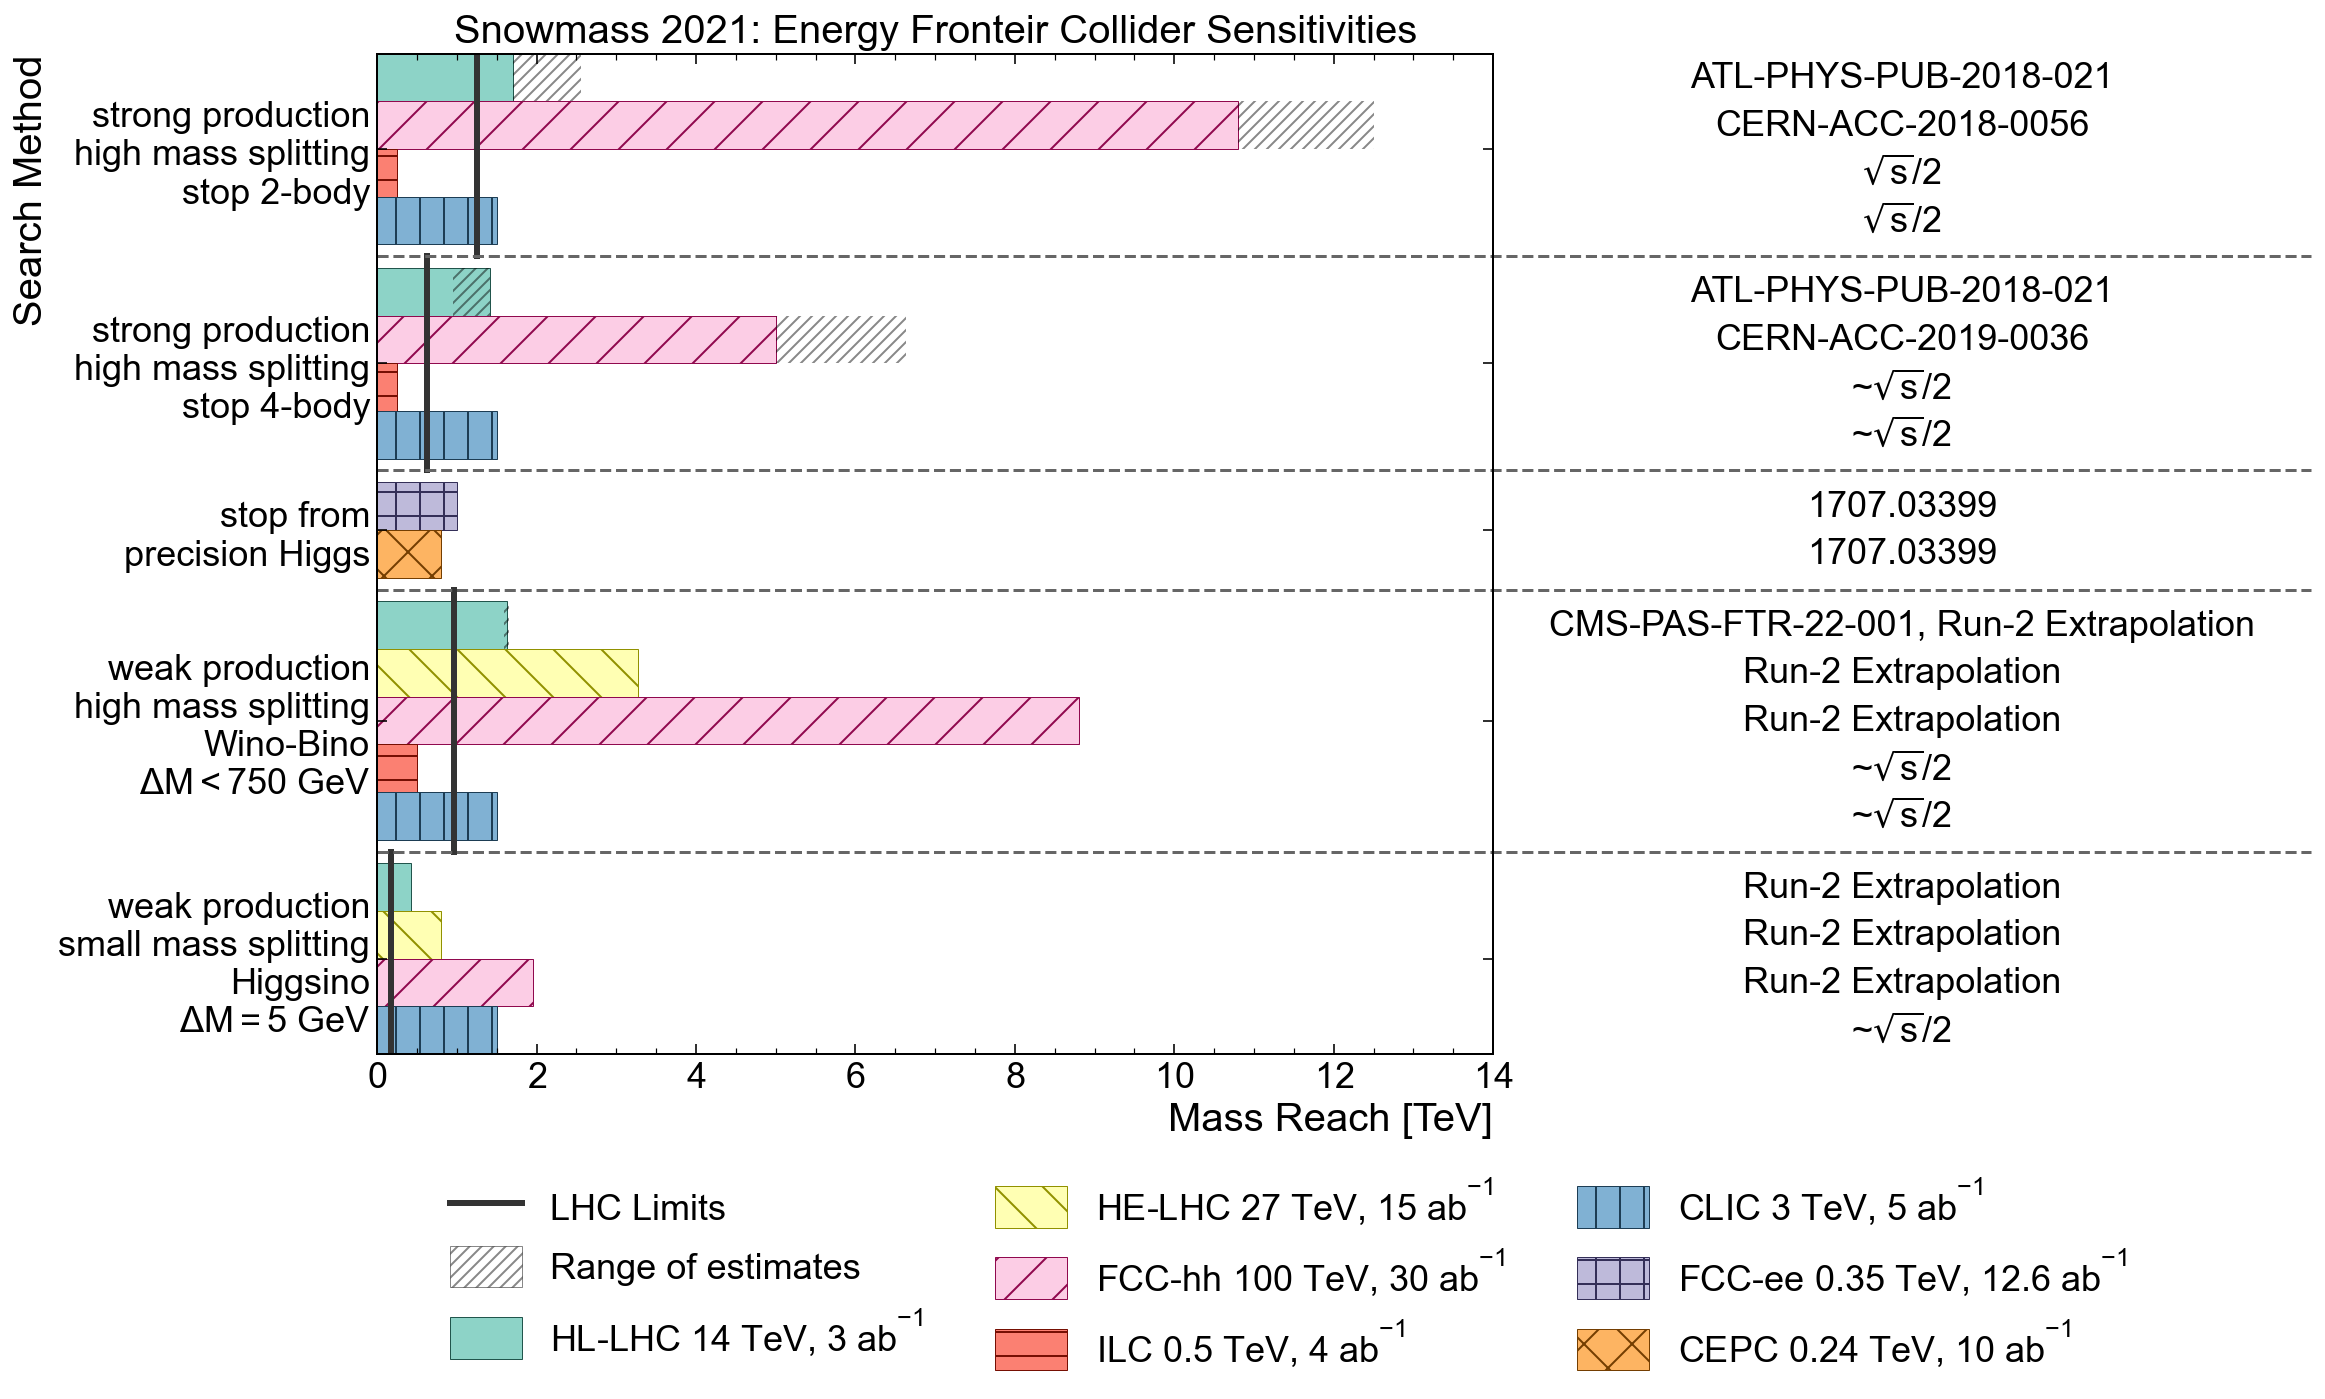 Snowmass 2021: Energy Fronteir Collider Sensitivities
Search Method
strong production
high mass splitting
stop 2-body
ATL-PHYS-PUB-2018-021
CERN-ACC-2018-0056
√s/2
√s/2
strong production
high mass splitting
stop 4-body
ATL-PHYS-PUB-2018-021
CERN-ACC-2019-0036
~√s/2
~√s/2
stop from
precision Higgs
1707.03399
1707.03399
weak production
high mass splitting
Wino-Bino
ΔM < 750 GeV
CMS-PAS-FTR-22-001, Run-2 Extrapolation
Run-2 Extrapolation
Run-2 Extrapolation
~√s/2
~√s/2
weak production
small mass splitting
Higgsino
ΔM = 5 GeV
Run-2 Extrapolation
Run-2 Extrapolation
Run-2 Extrapolation
~√s/2
0 2 4 6 8 10 12 14
Mass Reach [TeV]
LHC Limits
Range of estimates
HL-LHC 14 TeV, 3 ab⁻¹
HE-LHC 27 TeV, 15 ab⁻¹
FCC-hh 100 TeV, 30 ab⁻¹
ILC 0.5 TeV, 4 ab⁻¹
CLIC 3 TeV, 5 ab⁻¹
FCC-ee 0.35 TeV, 12.6 ab⁻¹
CEPC 0.24 TeV, 10 ab⁻¹